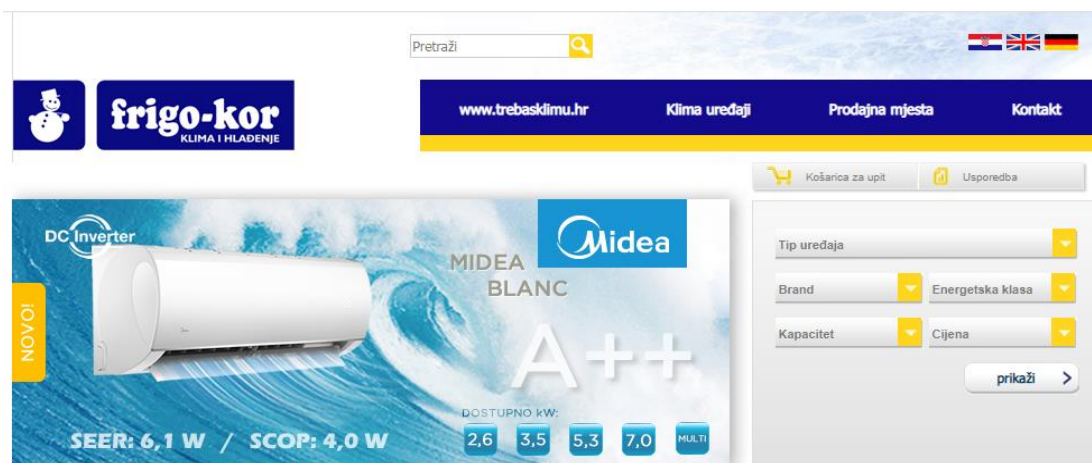 Pretraži
frigo-kor
KLIMA I HLAĐENJE
www.trebasklimu.hr Klima uređaji Prodajna mjesta Kontakt
Košarica za upit Usporedba
DC Inverter
Midea
MIDEA
BLANC
NOVO!
A++
DOSTUPNO kW:
2,6 3,5 5,3 7,0 MULTI
SEER: 6,1 W / SCOP: 4,0 W
Tip uređaja
Brand Energetska klasa
Kapacitet Cijena
prikaži